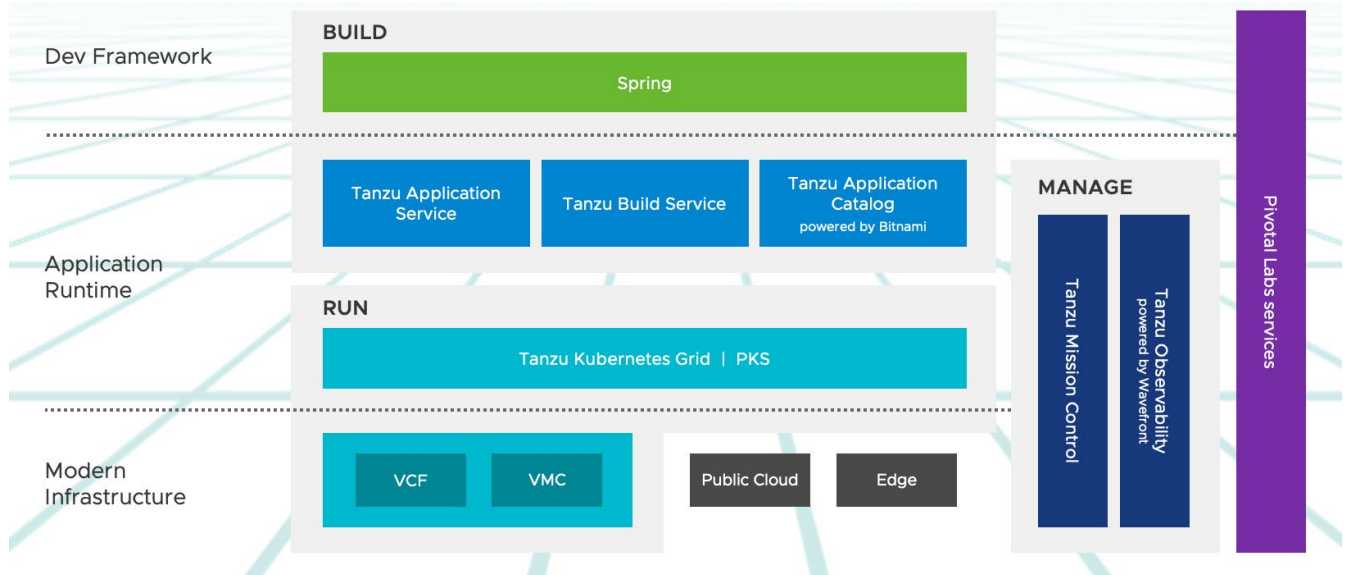 Dev Framework
BUILD
Spring
Tanzu Application
Service
Tanzu Build Service
Tanzu Application
Catalog
powered by Bitnami
Application
Runtime
RUN
Tanzu Kubernetes Grid | PKS
Modern
Infrastructure
VCF
VMC
Public Cloud
Edge
MANAGE
Tanzu Mission Control
Tanzu Observability
powered by Wavefront
Pivotal Labs services